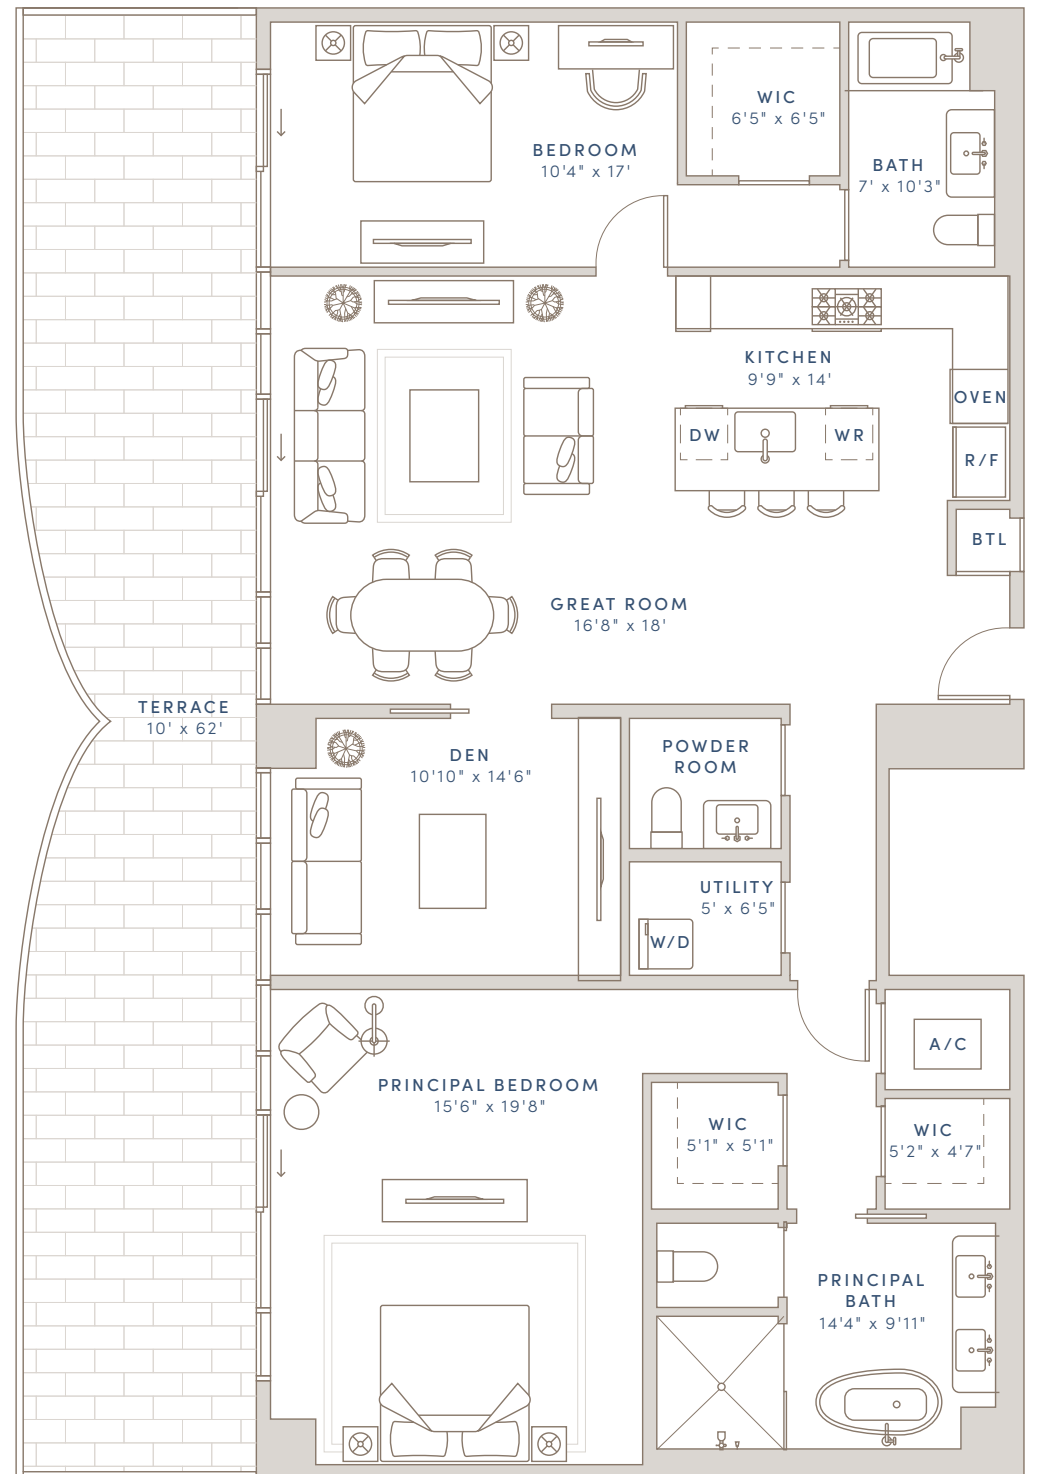 WIC
6'5" x 6'5"
BEDROOM
10'4" x 17'
BATH
7' x 10'3"
KITCHEN
9'9" x 14'
OVEN
DW
WR
R/F
BTL
GREAT ROOM
16'8" x 18'
TERRACE
10' x 62'
DEN
10'10" x 14'6"
POWDER
ROOM
UTILITY
5' x 6'5"
W/D
A/C
PRINCIPAL BEDROOM
15'6" x 19'8"
WIC
5'1" x 5'1"
WIC
5'2" x 4'7"
PRINCIPAL
BATH
14'4" x 9'11"